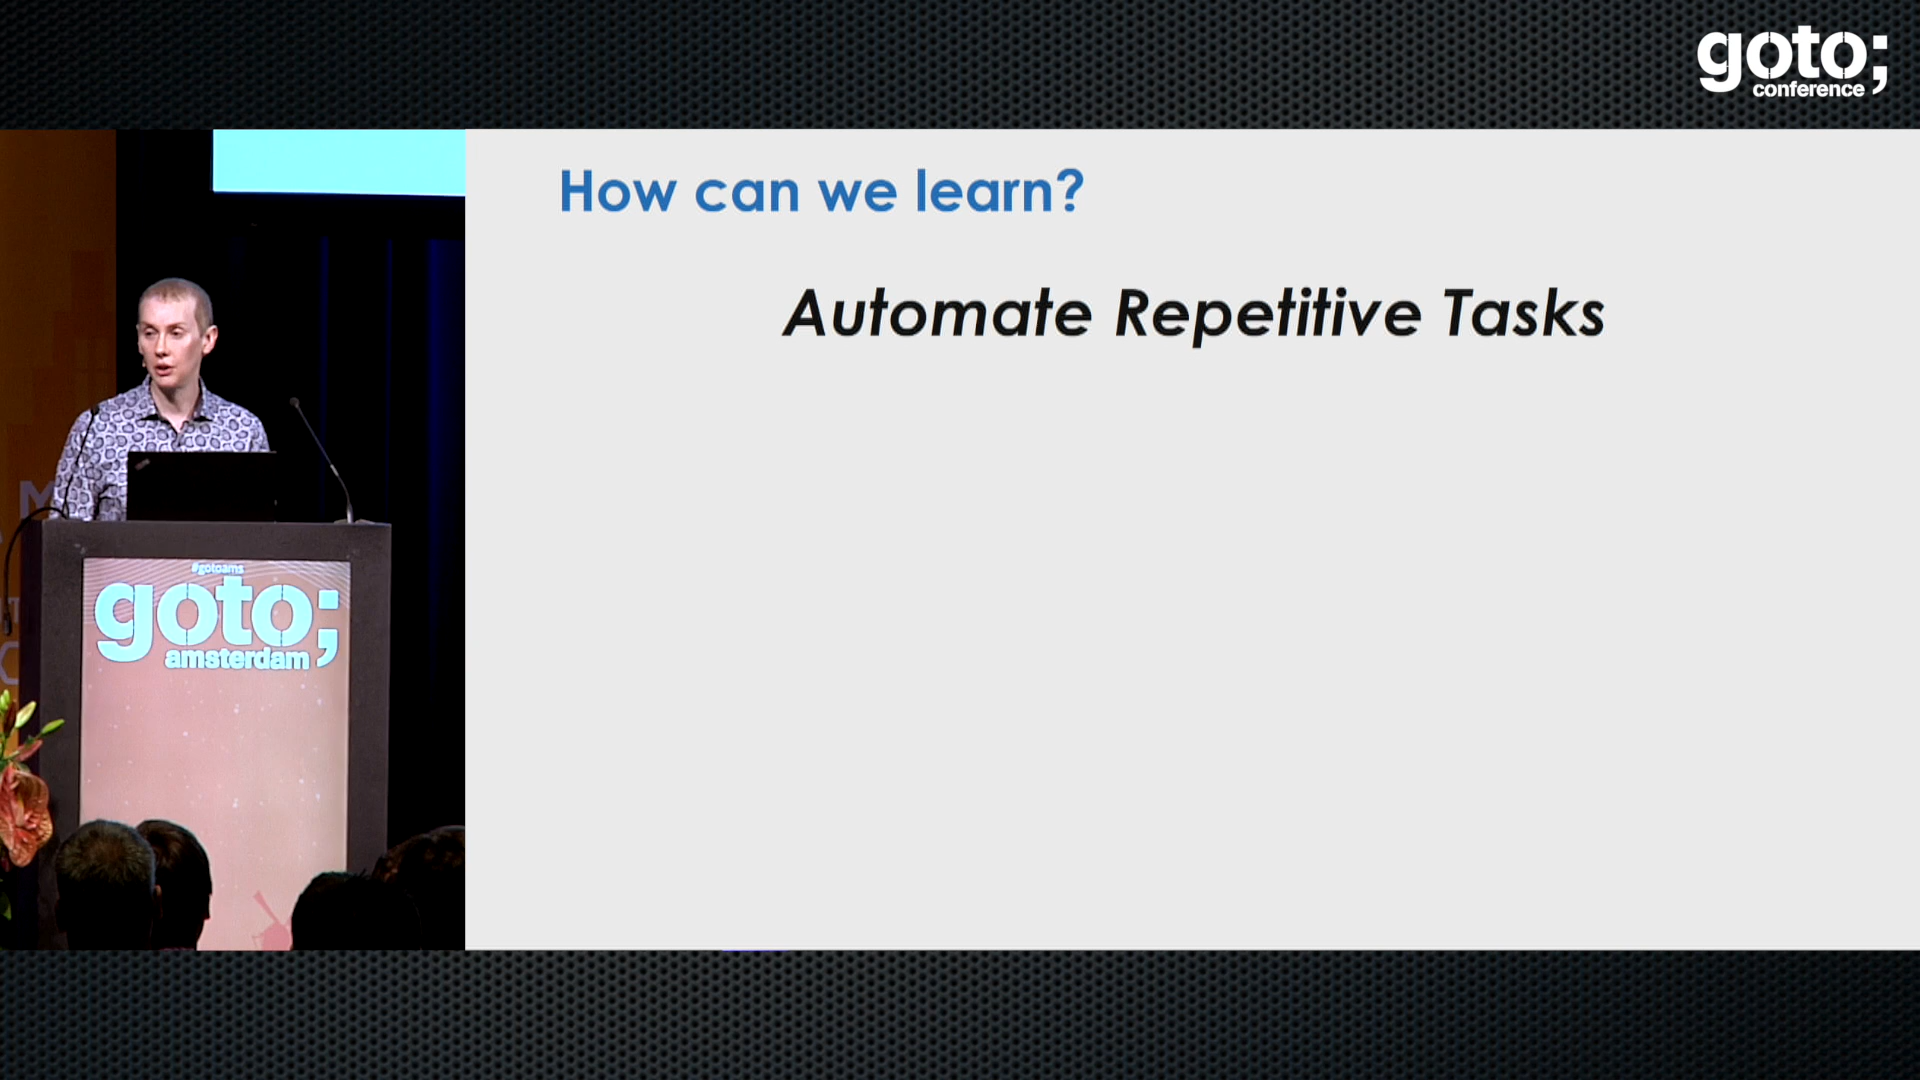 goto;
conference
How can we learn?
Automate Repetitive Tasks
#gotoams
goto;
amsterdam